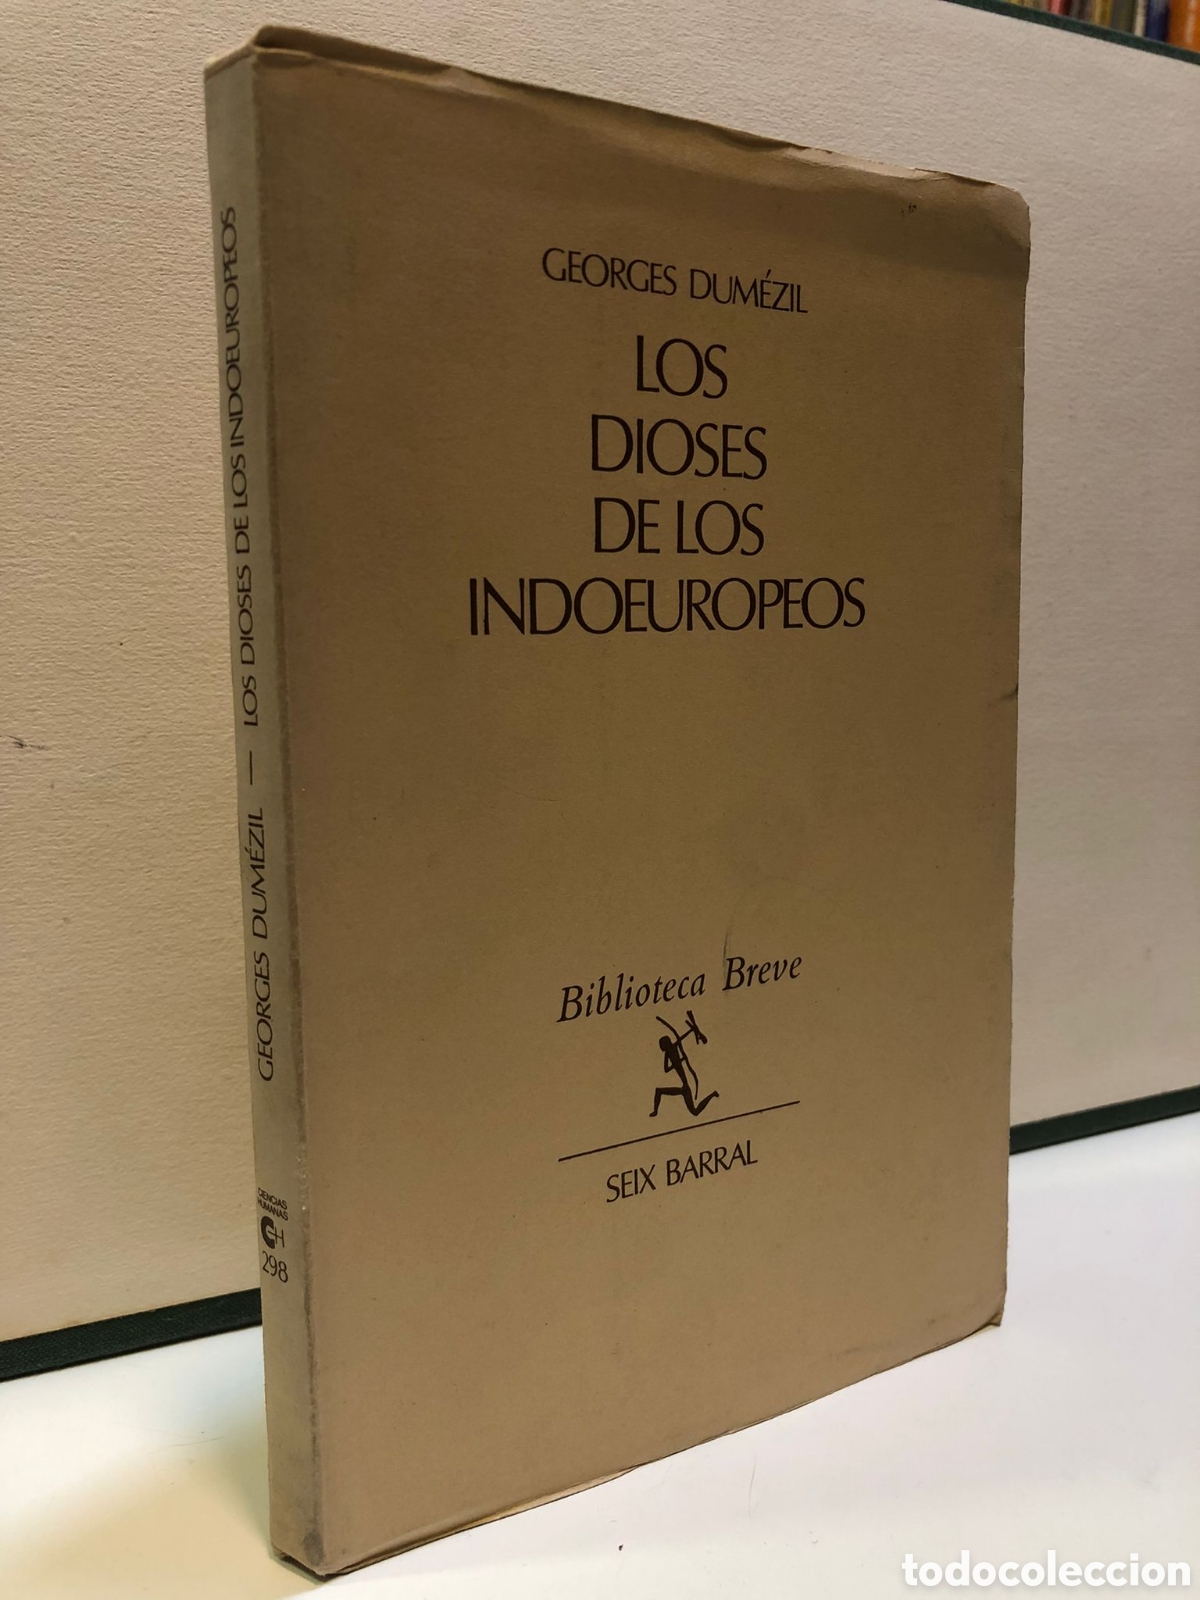 GEORGES DUMÉZIL
LOS
DIOSES
DE LOS
INDOEUROPEOS
Biblioteca Breve
SEIX BARRAL
GEORGES DUMÉZIL — LOS DIOSES DE LOS INDOEUROPEOS
CIENCIAS
HUMANAS
CH
298
todocoleccion